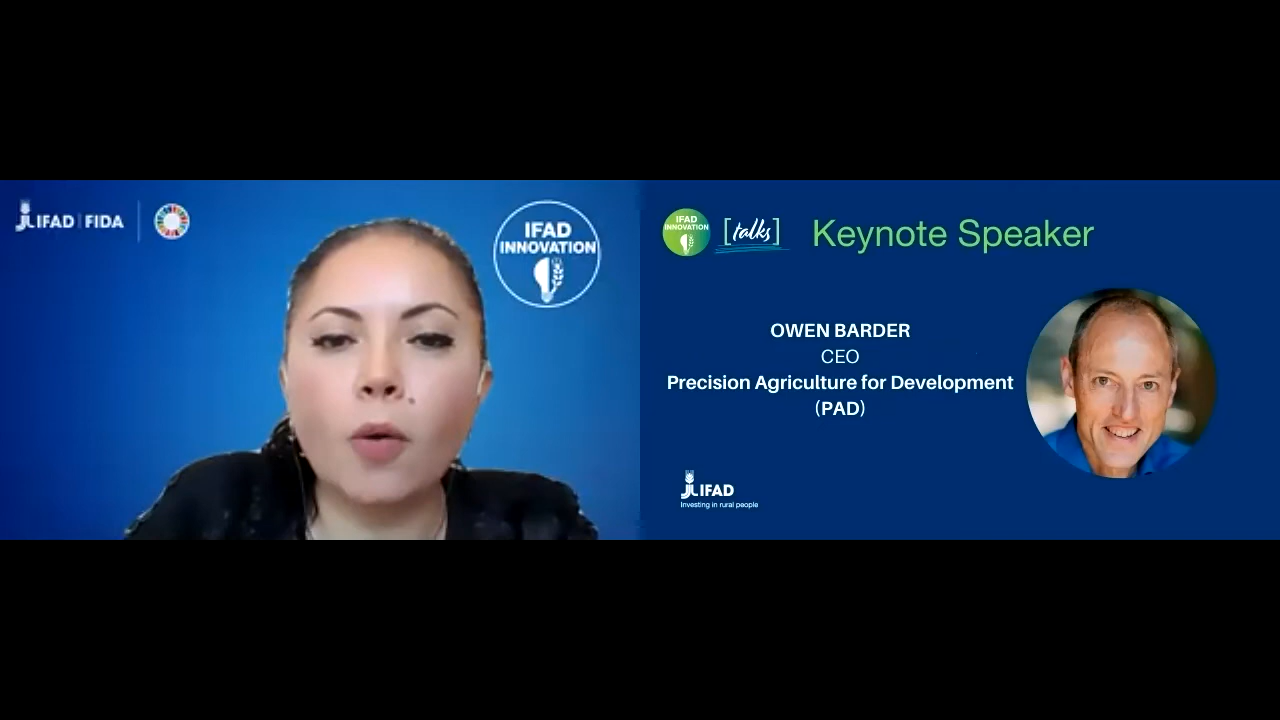 IFAD | FIDA
IFAD
INNOVATION
IFAD
INNOVATION
[talks]
Keynote Speaker
OWEN BARDER
CEO
Precision Agriculture for Development
(PAD)
IFAD
Investing in rural people